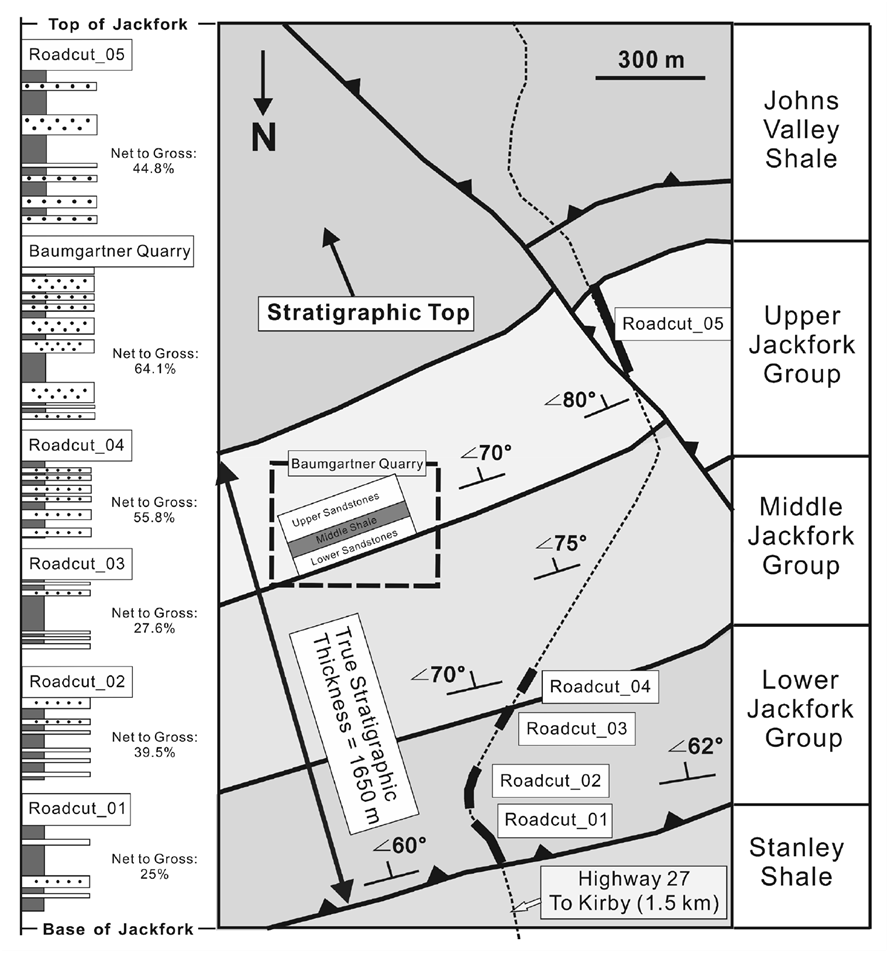 Top of Jackfork
Roadcut_05
Net to Gross:
44.8%
Baumgartner Quarry
Net to Gross:
64.1%
Roadcut_04
Net to Gross:
55.8%
Roadcut_03
Net to Gross:
27.6%
Roadcut_02
Net to Gross:
39.5%
Roadcut_01
Net to Gross:
25%
Base of Jackfork
N
300 m
Stratigraphic Top
Roadcut_05
∠80°
∠70°
Baumgartner Quarry
Upper Sandstones
Middle Shale
Lower Sandstones
∠75°
True Stratigraphic
Thickness = 1650 m
∠70°
Roadcut_04
Roadcut_03
∠62°
Roadcut_02
Roadcut_01
∠60°
Highway 27
To Kirby (1.5 km)
Johns
Valley
Shale
Upper
Jackfork
Group
Middle
Jackfork
Group
Lower
Jackfork
Group
Stanley
Shale